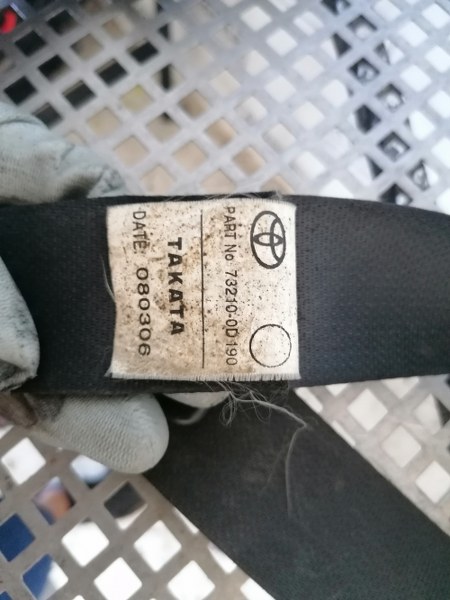 PART No 73210-0D190-
TAKATA
DATE: 080306